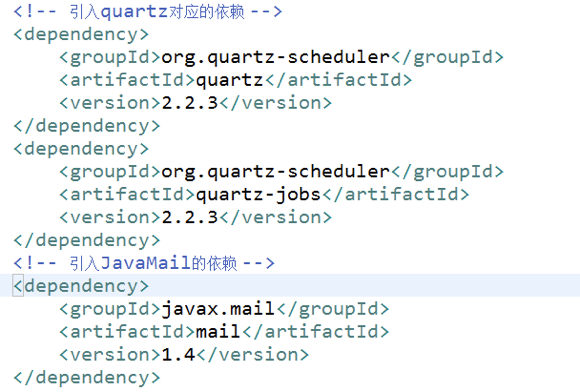 <!-- 引入quartz对应的依赖 -->
<dependency>
<groupId>org.quartz-scheduler</groupId>
<artifactId>quartz</artifactId>
<version>2.2.3</version>
</dependency>
<dependency>
<groupId>org.quartz-scheduler</groupId>
<artifactId>quartz-jobs</artifactId>
<version>2.2.3</version>
</dependency>
<!-- 引入JavaMail的依赖 -->
<dependency>
<groupId>javax.mail</groupId>
<artifactId>mail</artifactId>
<version>1.4</version>
</dependency>